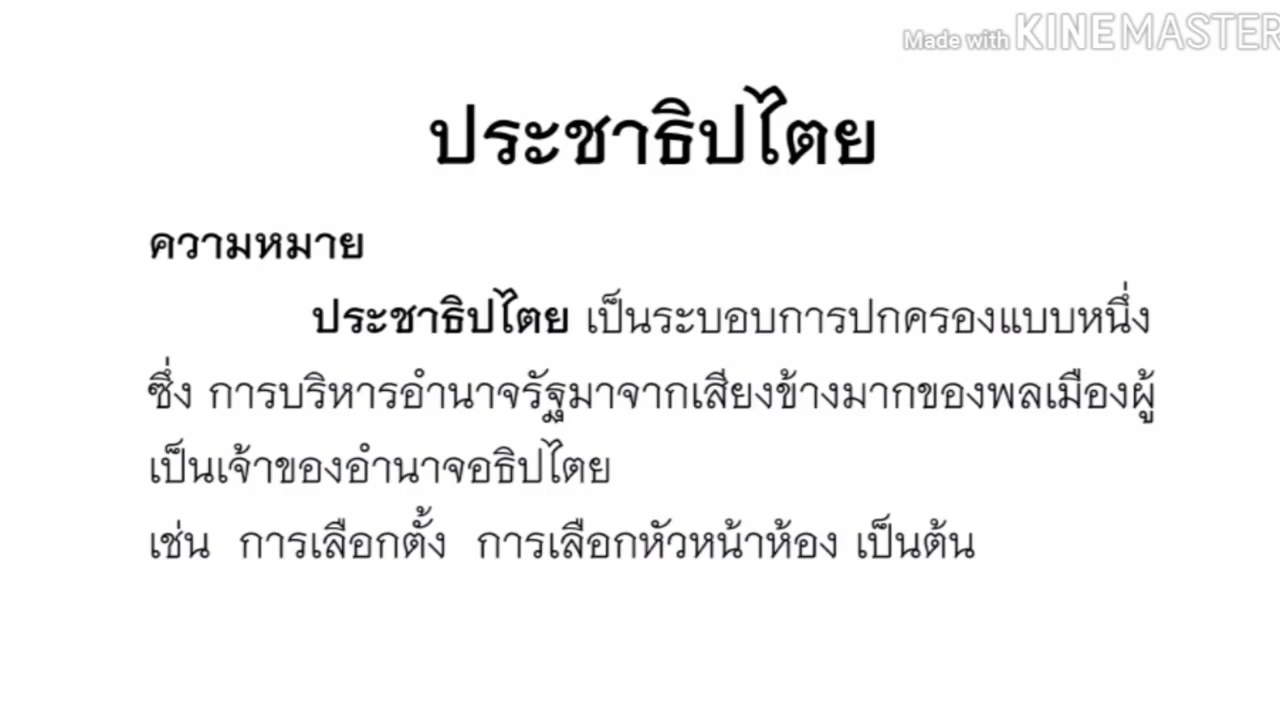 Made with KINEMASTER
ประชาธิปไตย
ความหมาย
ประชาธิปไตย เป็นระบอบการปกครองแบบหนึ่ง
ซึ่ง การบริหารอำนาจรัฐมาจากเสียงข้างมากของพลเมืองผู้
เป็นเจ้าของอำนาจอธิปไตย
เช่น การเลือกตั้ง การเลือกหัวหน้าห้อง เป็นต้น